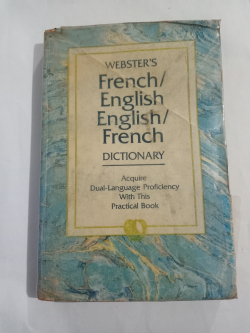 WEBSTER'S
French/
English
English/
French
DICTIONARY
Acquire
Dual-Language Proficiency
With This
Practical Book